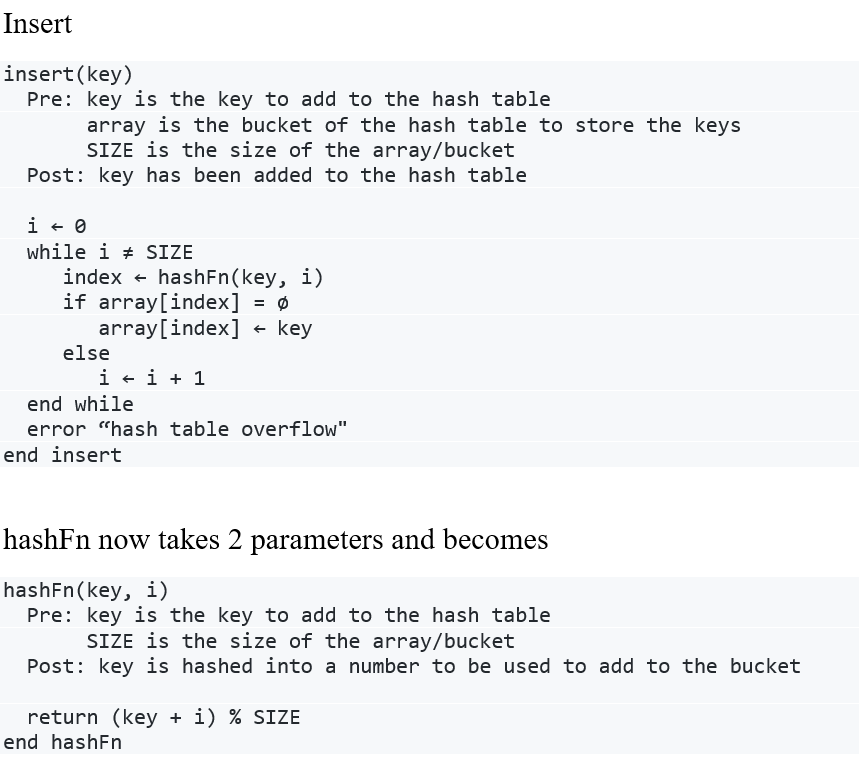 Insert
insert(key)
  Pre: key is the key to add to the hash table
       array is the bucket of the hash table to store the keys
       SIZE is the size of the array/bucket
  Post: key has been added to the hash table
  i ← 0
  while i ≠ SIZE
     index ← hashFn(key, i)
     if array[index] = ∅
        array[index] ← key
     else
        i ← i + 1
  end while
  error “hash table overflow"
end insert
hashFn now takes 2 parameters and becomes
hashFn(key, i)
  Pre: key is the key to add to the hash table
       SIZE is the size of the array/bucket
  Post: key is hashed into a number to be used to add to the bucket
  return (key + i) % SIZE
end hashFn